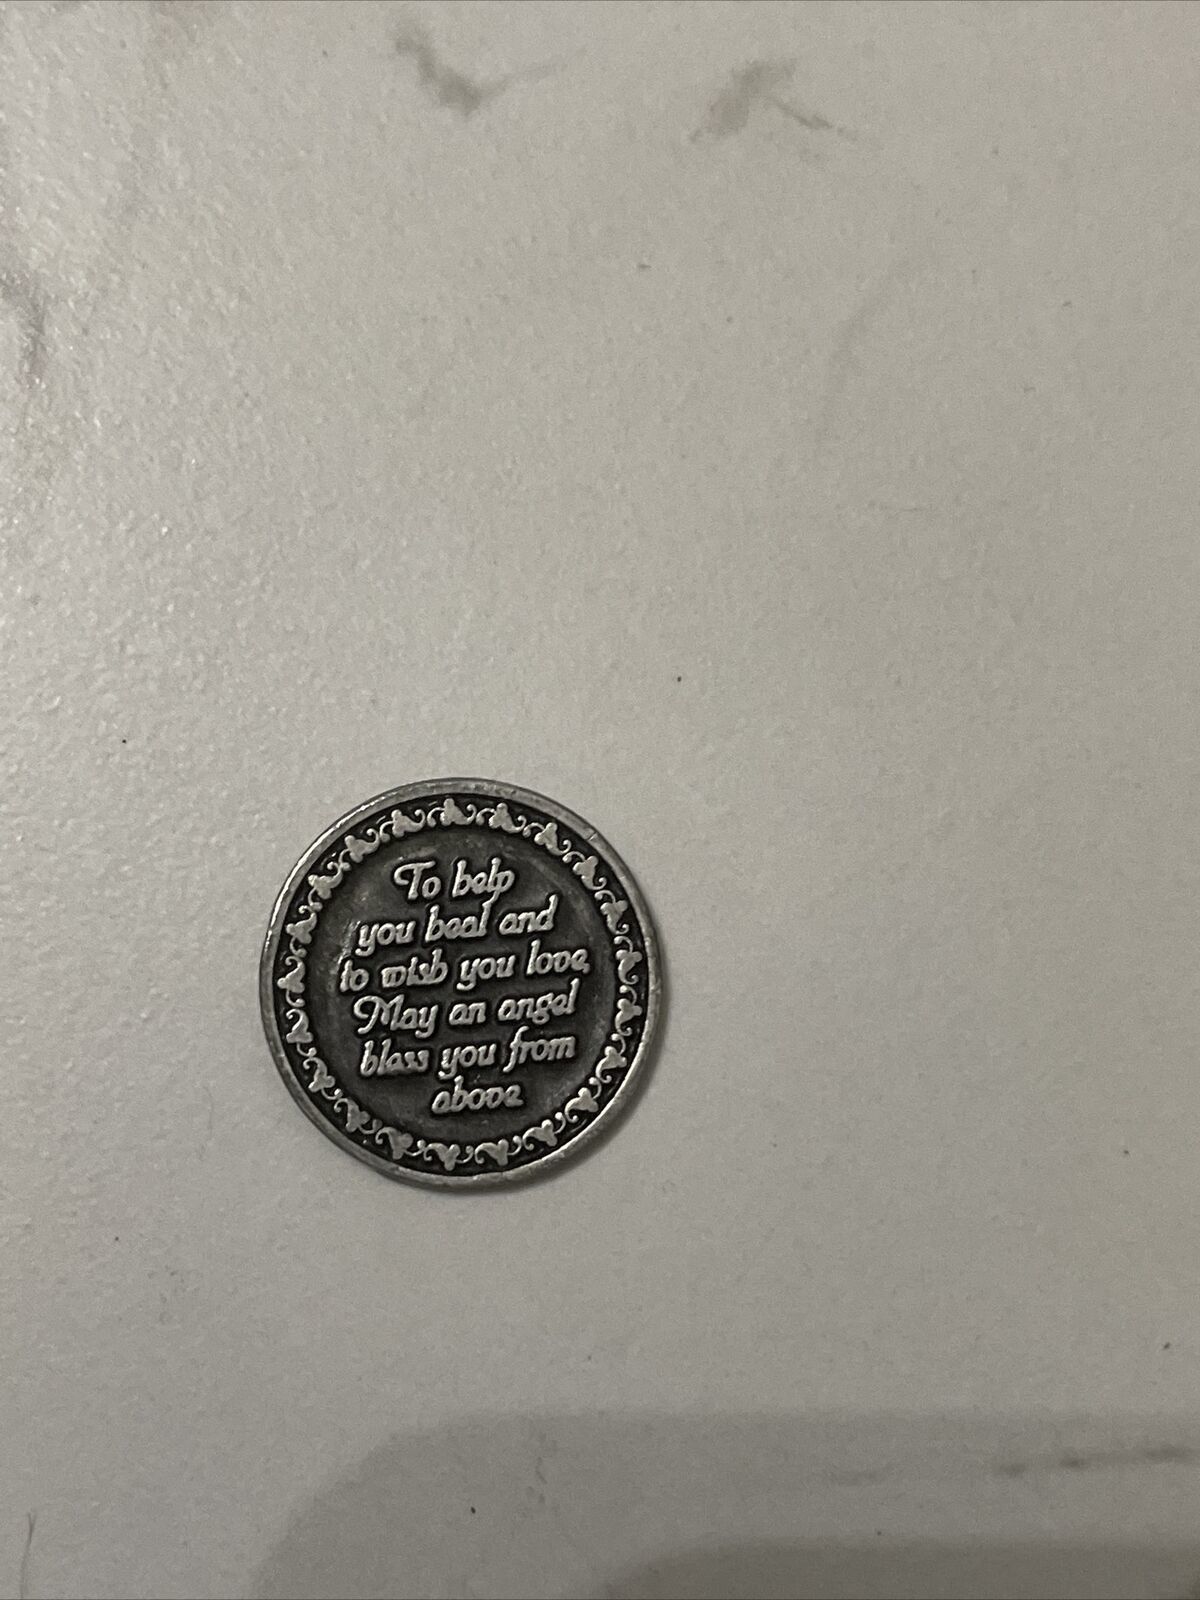 To help
you heal and
to wish you love,
May an angel
bless you from
above